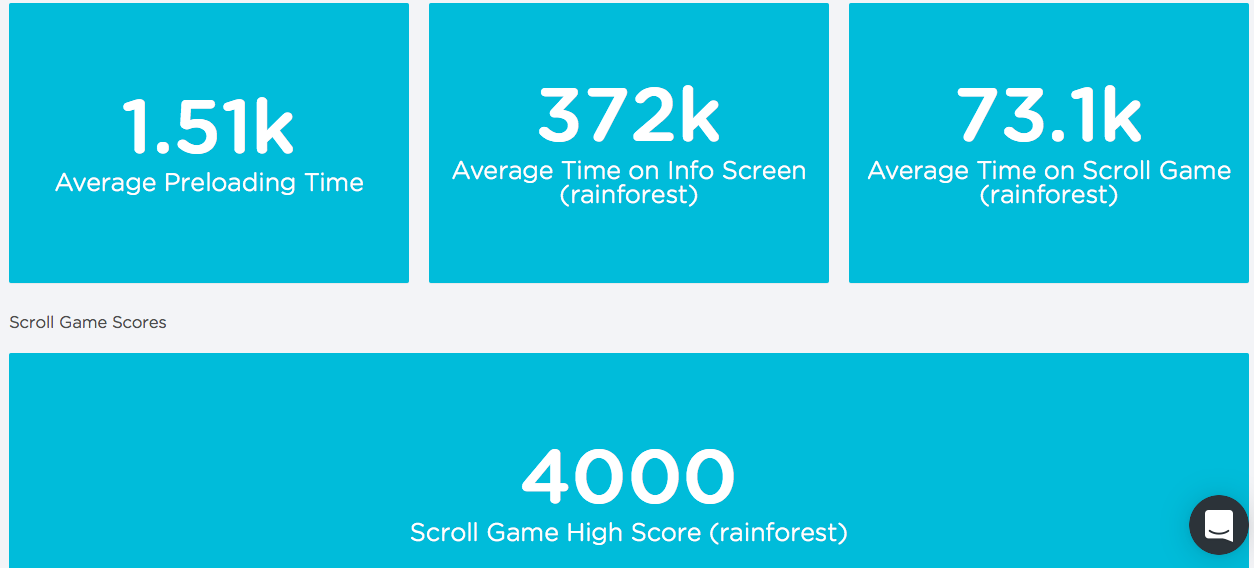 1.51k
Average Preloading Time
372k
Average Time on Info Screen
(rainforest)
73.1k
Average Time on Scroll Game
(rainforest)
Scroll Game Scores
4000
Scroll Game High Score (rainforest)